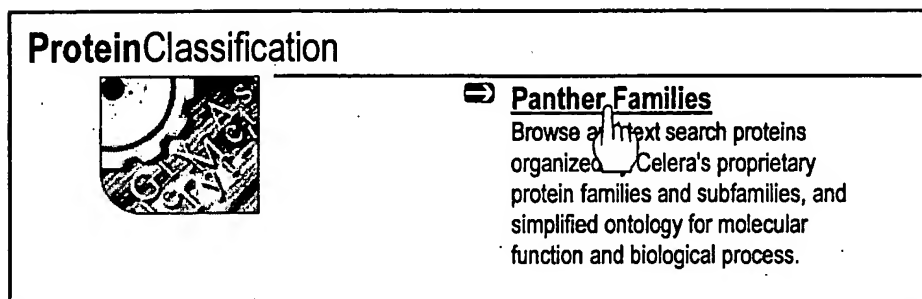 ProteinClassification
Panther Families
Browse a text search proteins
organized Celera's proprietary
protein families and subfamilies, and
simplified ontology for molecular
function and biological process.